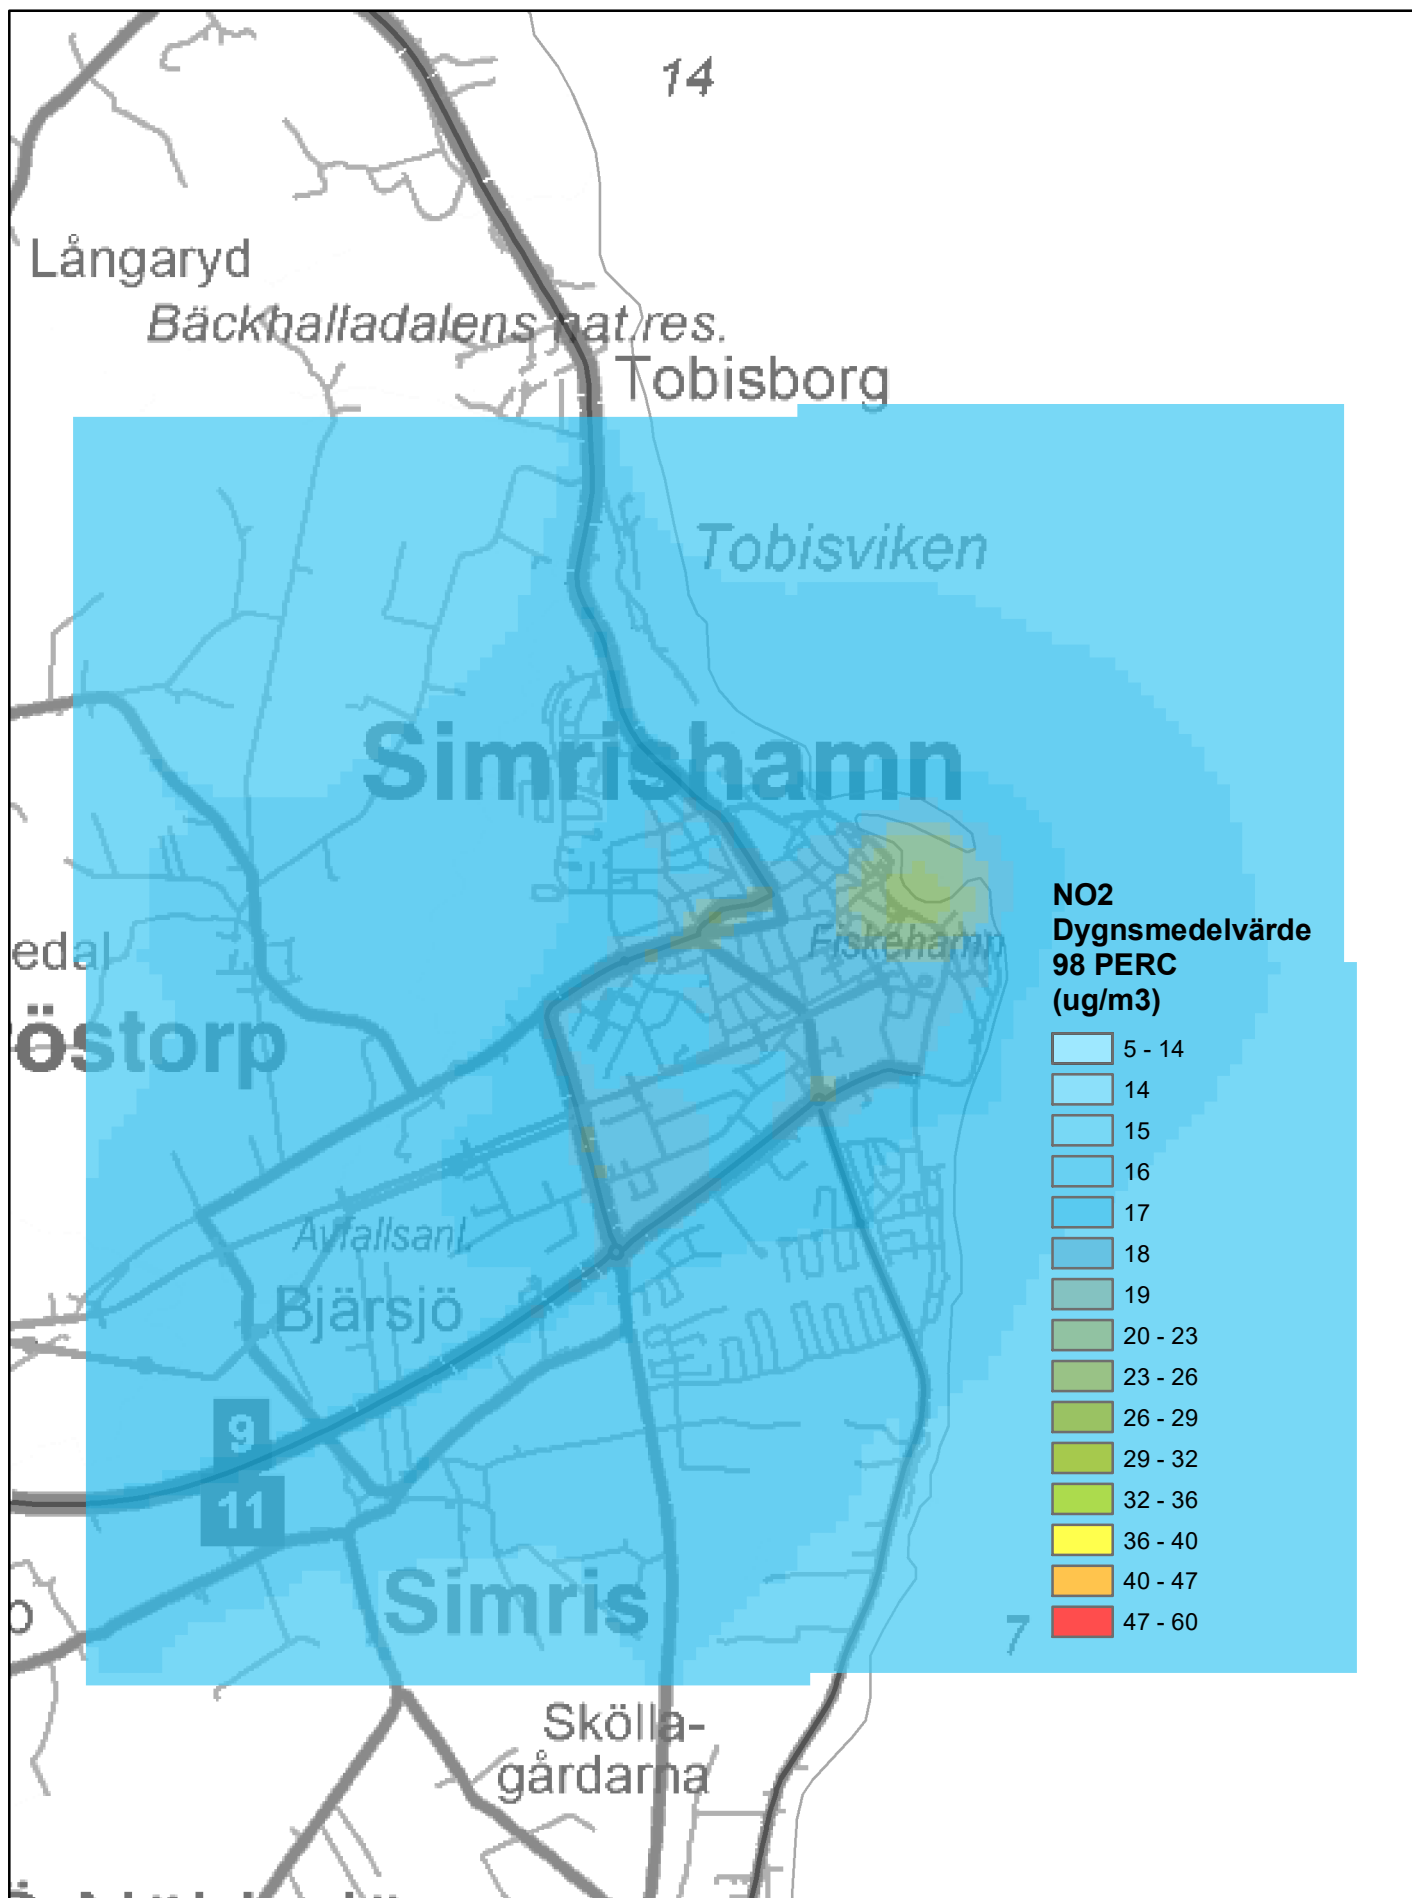 14
Långaryd
Bäckhalladalens nat.res.
Tobisborg
Tobisviken
Simrishamn
NO2
Dygnsmedelvärde
98 PERC
(ug/m3)
5 - 14
14
15
16
17
18
19
20 - 23
23 - 26
26 - 29
29 - 32
32 - 36
36 - 40
40 - 47
47 - 60
edal
Fiskehamn
östorp
Avfallsanl.
Bjärsjö
9
11
Simris
7
Skölla-
gårdarna